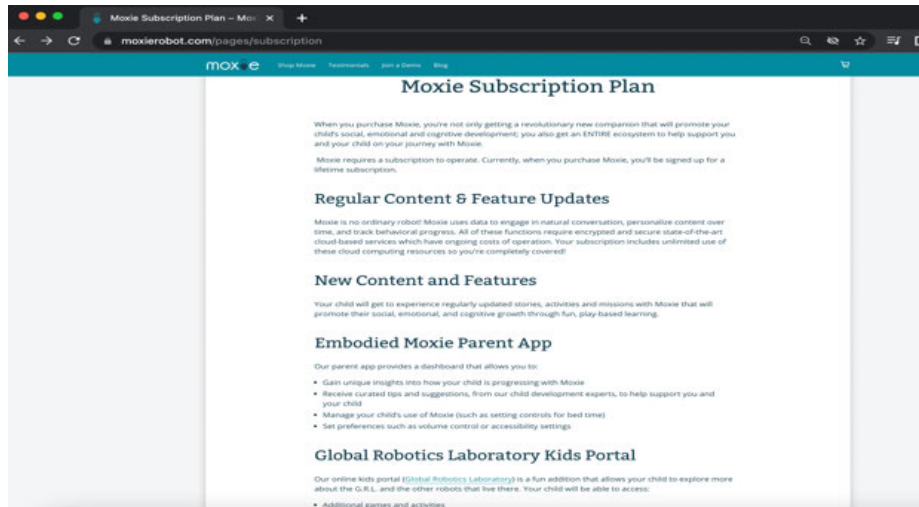 Moxie Subscription Plan – Mox
moxierobot.com/pages/subscription
moxie Shop Moxie Testimonials Join a Demo Blog
Moxie Subscription Plan
When you purchase Moxie, you're not only getting a revolutionary new companion that will promote your
child's social, emotional and cognitive development; you also get an ENTIRE ecosystem to help support you
and your child on your journey with Moxie.
Moxie requires a subscription to operate. Currently, when you purchase Moxie, you'll be signed up for a
lifetime subscription.
Regular Content & Feature Updates
Moxie is no ordinary robot! Moxie uses data to engage in natural conversation, personalize content over
time, and track behavioral progress. All of these functions require encrypted and secure state-of-the-art
cloud-based services which have ongoing costs of operation. Your subscription includes unlimited use of
these cloud computing resources so you're completely covered!
New Content and Features
Your child will get to experience regularly updated stories, activities and missions with Moxie that will
promote their social, emotional, and cognitive growth through fun, play-based learning.
Embodied Moxie Parent App
Our parent app provides a dashboard that allows you to:
• Gain unique insights into how your child is progressing with Moxie
• Receive curated tips and suggestions, from our child development experts, to help support you and
your child
• Manage your child's use of Moxie (such as setting controls for bed time)
• Set preferences such as volume control or accessibility settings
Global Robotics Laboratory Kids Portal
Our online kids portal (Global Robotics Laboratory) is a fun addition that allows your child to explore more
about the G.R.L. and the other robots that live there. Your child will be able to access:
• Additional games and activities